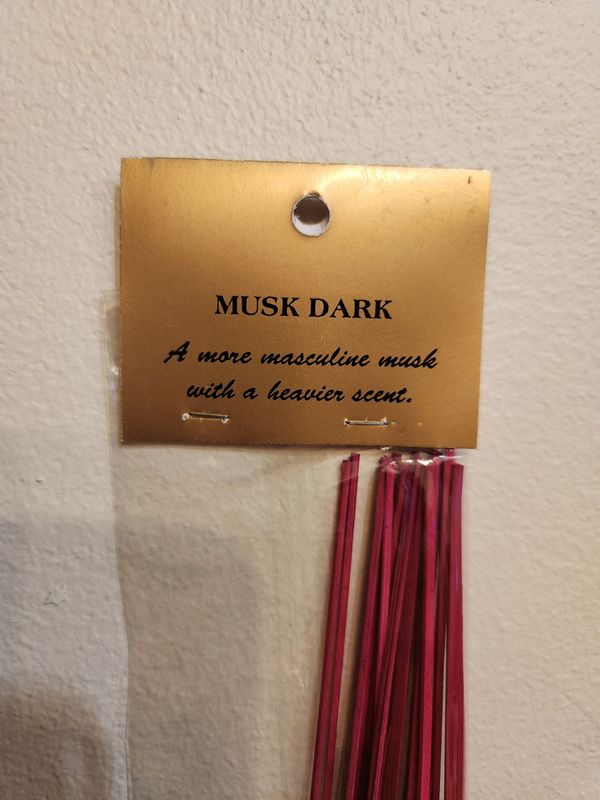 MUSK DARK
A more masculine musk
with a heavier scent.